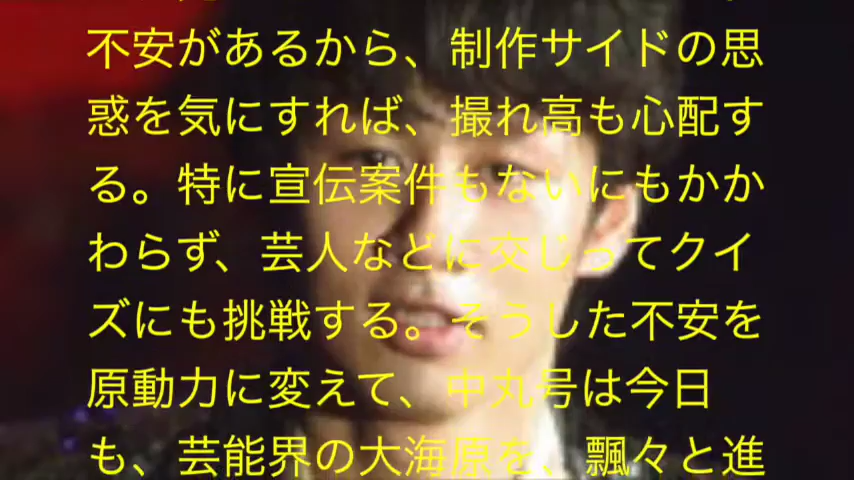 不安があるから、制作サイドの思
惑を気にすれば、撮れ高も心配す
る。特に宣伝案件もないにもかか
わらず、芸人などに交じってクイ
ズにも挑戦する。そうした不安を
原動力に変えて、中丸号は今日
も、芸能界の大海原を、飄々と進